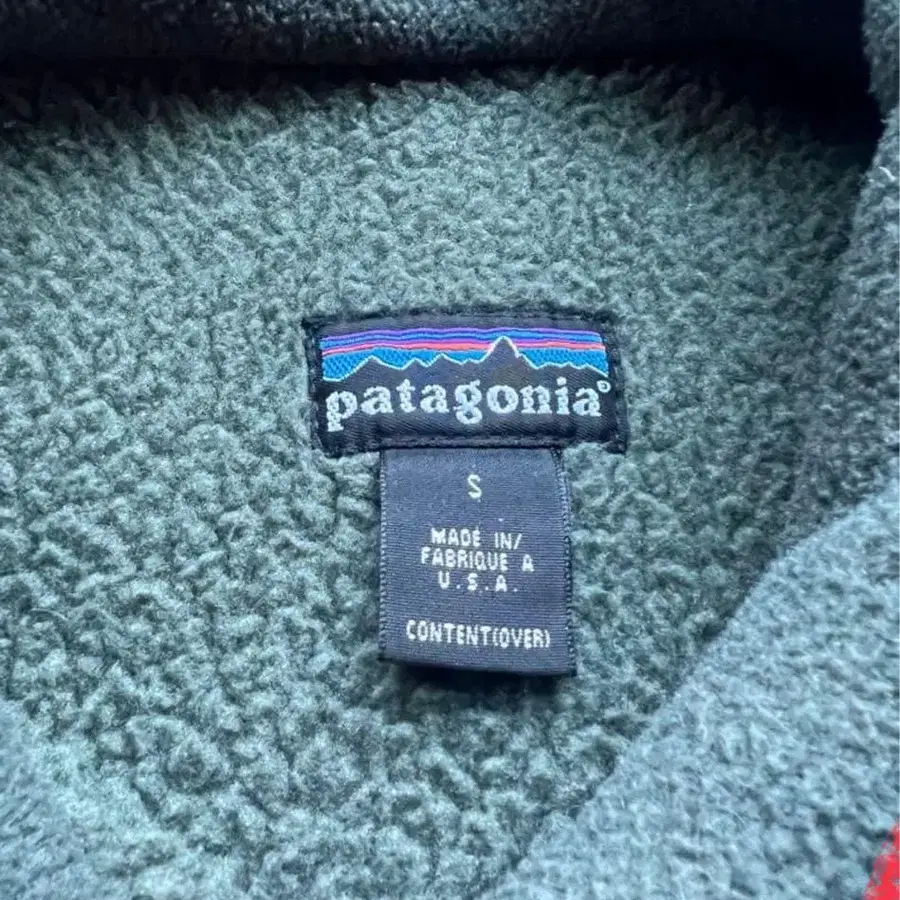 patagonia®
S
MADE IN/
FABRIQUE A
U.S.A.
CONTENT(OVER)